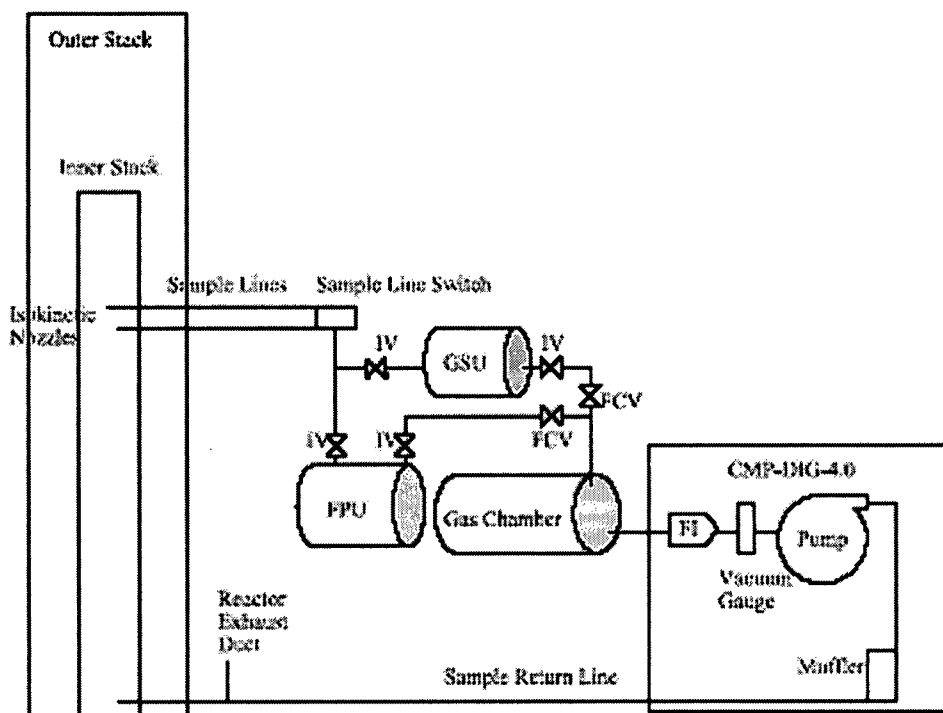 Outer Stack
Inner Stack
Sample Lines
Sample Line Switch
Isokinetic
Nozzles
IV
GSU
IV
FCV
FCV
IV
IV
FPU
Gas Chamber
CMP-DIG-4.0
FI
Pump
Vacuum
Gauge
Reactor
Exhaust
Duct
Sample Return Line
Muffler